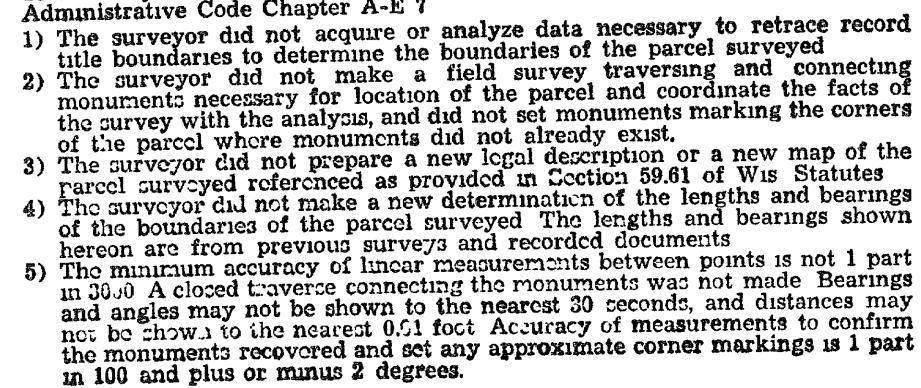 Administrative Code Chapter A-E 7
1) The surveyor did not acquire or analyze data necessary to retrace record
title boundaries to determine the boundaries of the parcel surveyed
2) The surveyor did not make a field survey traversing and connecting
monuments necessary for location of the parcel and coordinate the facts of
the survey with the analysis, and did not set monuments marking the corners
of the parcel where monuments did not already exist.
3) The surveyor did not prepare a new legal description or a new map of the
parcel surveyed referenced as provided in Section 59.61 of Wis Statutes
4) The surveyor did not make a new determination of the lengths and bearings
of the boundaries of the parcel surveyed The lengths and bearings shown
hereon are from previous surveys and recorded documents
5) The minimum accuracy of linear measurements between points is not 1 part
in 3000 A closed traverse connecting the monuments was not made Bearings
and angles may not be shown to the nearest 30 seconds, and distances may
not be shown to the nearest 0.01 foot Accuracy of measurements to confirm
the monuments recovered and set any approximate corner markings is 1 part
in 100 and plus or minus 2 degrees.